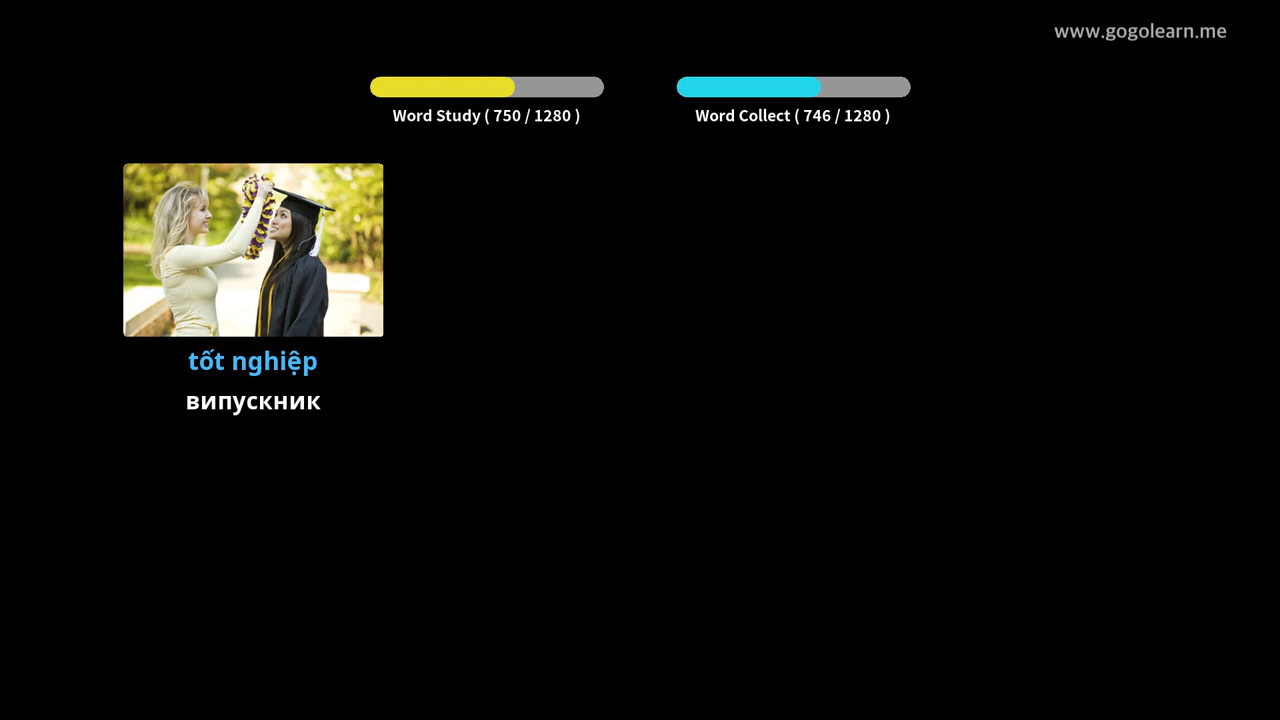 www.gogolearn.me
Word Study ( 750 / 1280 )
Word Collect ( 746 / 1280 )
tốt nghiệp
випускник